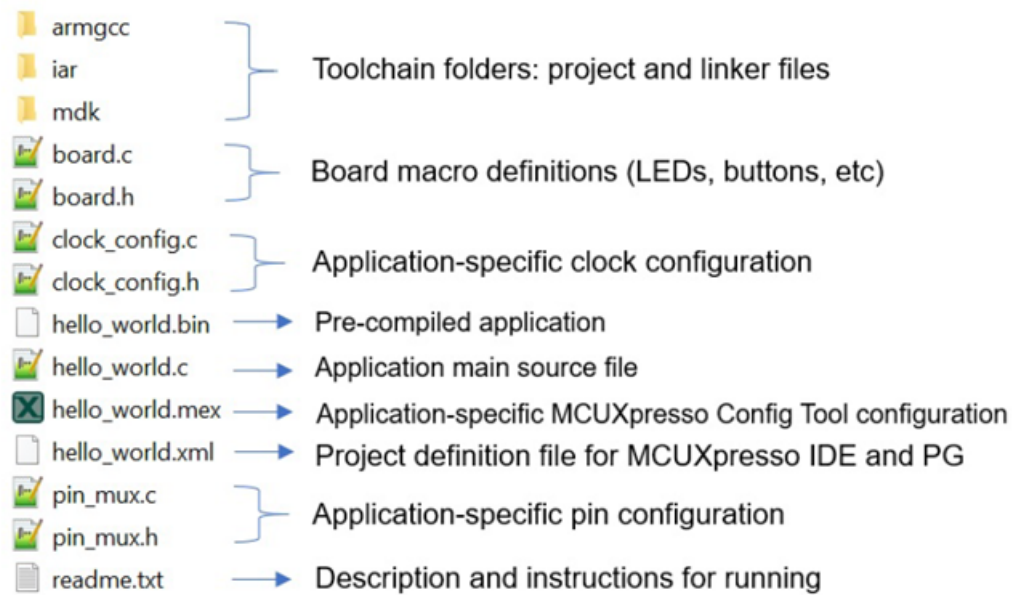 armgcc
iar
mdk
Toolchain folders: project and linker files
board.c
board.h
Board macro definitions (LEDs, buttons, etc)
clock_config.c
clock_config.h
Application-specific clock configuration
hello_world.bin Pre-compiled application
hello_world.c Application main source file
hello_world.mex Application-specific MCUXpresso Config Tool configuration
hello_world.xml Project definition file for MCUXpresso IDE and PG
pin_mux.c
pin_mux.h
Application-specific pin configuration
readme.txt Description and instructions for running